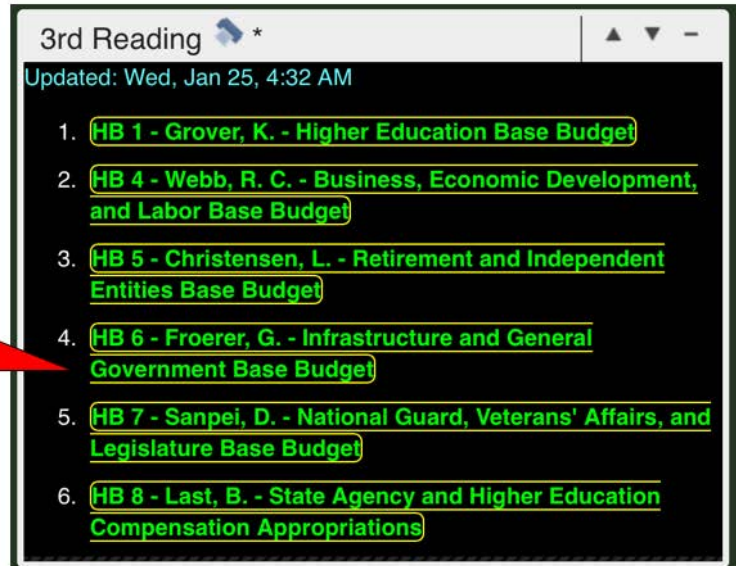 3rd Reading *
Updated: Wed, Jan 25, 4:32 AM
1. HB 1 - Grover, K. - Higher Education Base Budget
2. HB 4 - Webb, R. C. - Business, Economic Development,
and Labor Base Budget
3. HB 5 - Christensen, L. - Retirement and Independent
Entities Base Budget
4. HB 6 - Froerer, G. - Infrastructure and General
Government Base Budget
5. HB 7 - Sanpei, D. - National Guard, Veterans' Affairs, and
Legislature Base Budget
6. HB 8 - Last, B. - State Agency and Higher Education
Compensation Appropriations